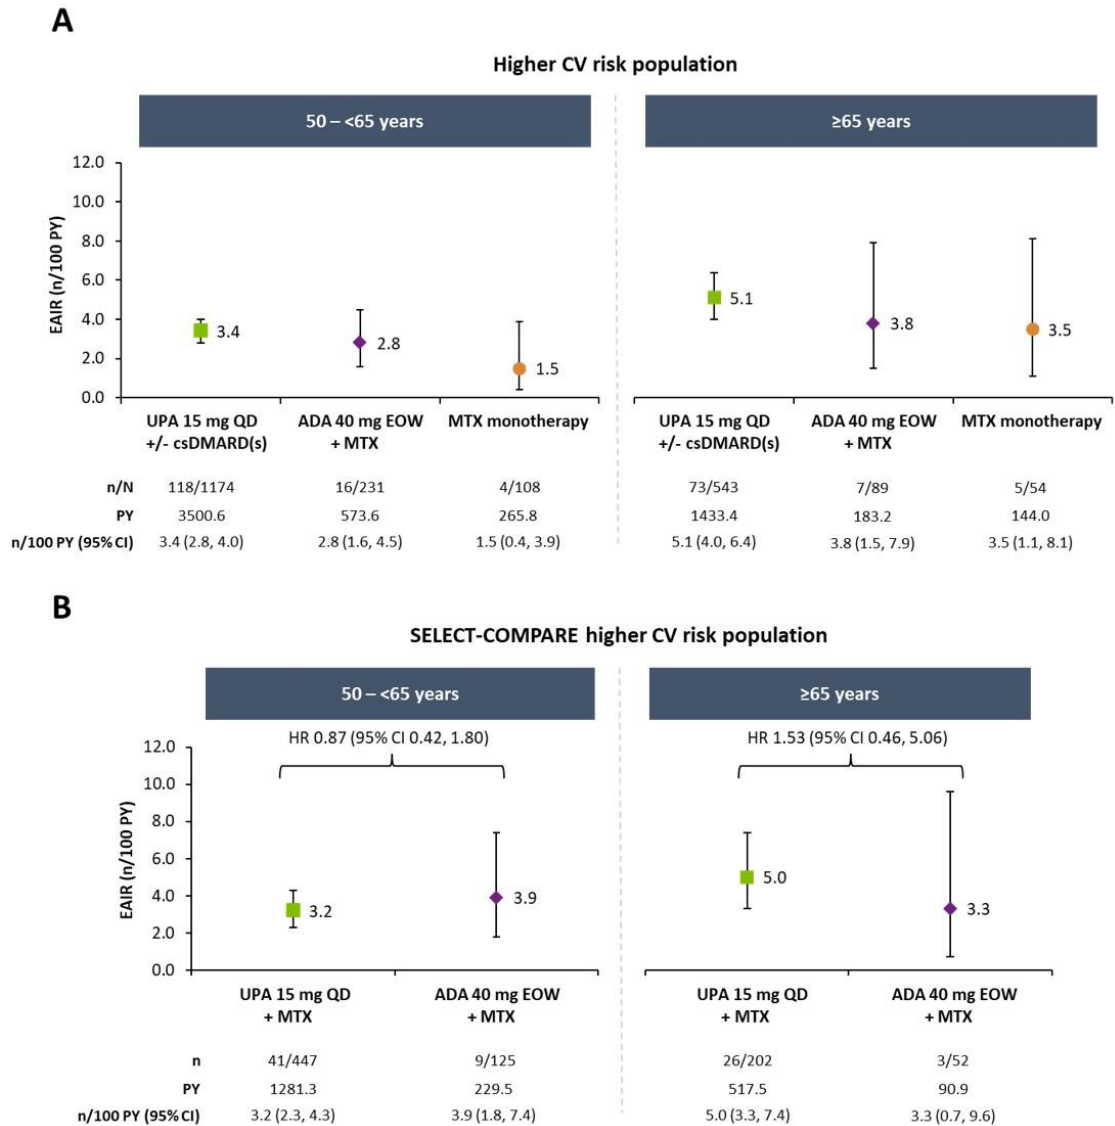 A
Higher CV risk population
50 – <65 years
≥65 years
EAIR (n/100 PY)
12.0
10.0
8.0
6.0
4.0
2.0
0.0
3.4
2.8
1.5
5.1
3.8
3.5
UPA 15 mg QD +/- csDMARD(s)
ADA 40 mg EOW + MTX
MTX monotherapy
UPA 15 mg QD +/- csDMARD(s)
ADA 40 mg EOW + MTX
MTX monotherapy
n/N 118/1174 16/231 4/108 73/543 7/89 5/54
PY 3500.6 573.6 265.8 1433.4 183.2 144.0
n/100 PY (95% CI) 3.4 (2.8, 4.0) 2.8 (1.6, 4.5) 1.5 (0.4, 3.9) 5.1 (4.0, 6.4) 3.8 (1.5, 7.9) 3.5 (1.1, 8.1)
B
SELECT-COMPARE higher CV risk population
50 – <65 years
≥65 years
HR 0.87 (95% CI 0.42, 1.80)
HR 1.53 (95% CI 0.46, 5.06)
EAIR (n/100 PY)
12.0
10.0
8.0
6.0
4.0
2.0
0.0
3.2
3.9
5.0
3.3
UPA 15 mg QD + MTX
ADA 40 mg EOW + MTX
UPA 15 mg QD + MTX
ADA 40 mg EOW + MTX
n 41/447 9/125 26/202 3/52
PY 1281.3 229.5 517.5 90.9
n/100 PY (95% CI) 3.2 (2.3, 4.3) 3.9 (1.8, 7.4) 5.0 (3.3, 7.4) 3.3 (0.7, 9.6)